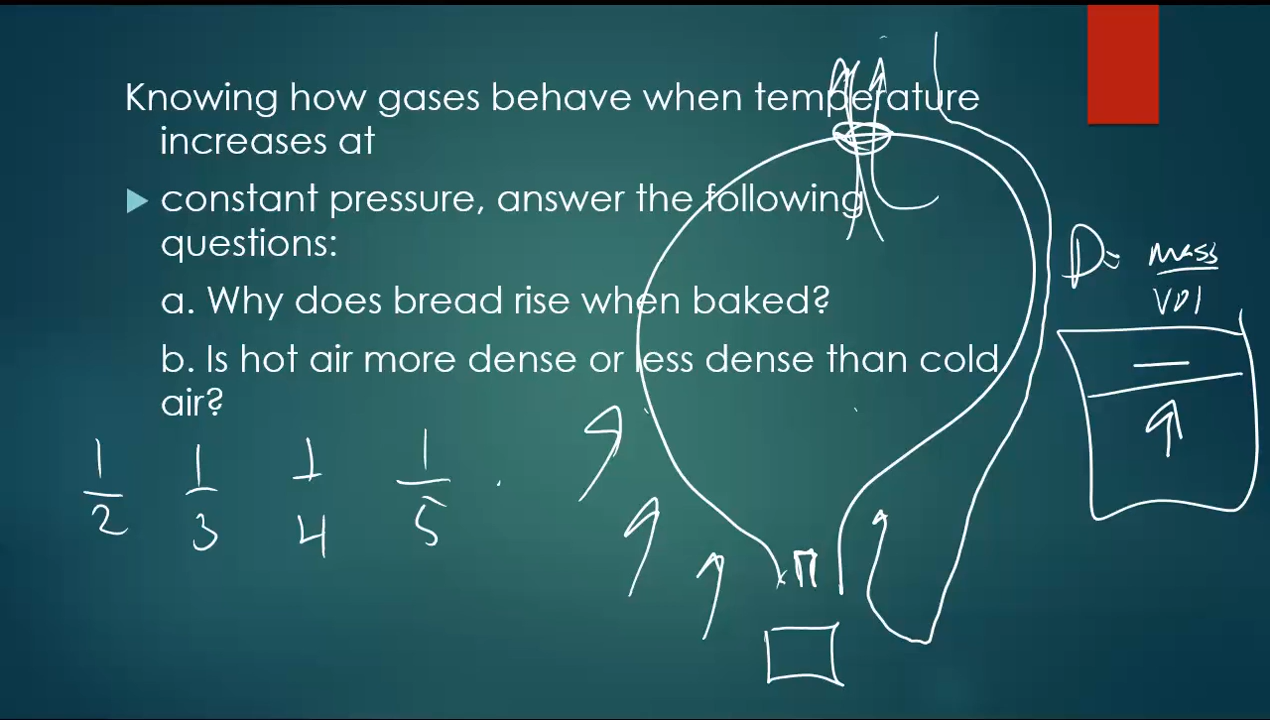 Knowing how gases behave when temperature
increases at
constant pressure, answer the following
questions:
a. Why does bread rise when baked?
b. Is hot air more dense or less dense than cold
air?
D = mass
vol
1 1 1 1
2 3 4 5